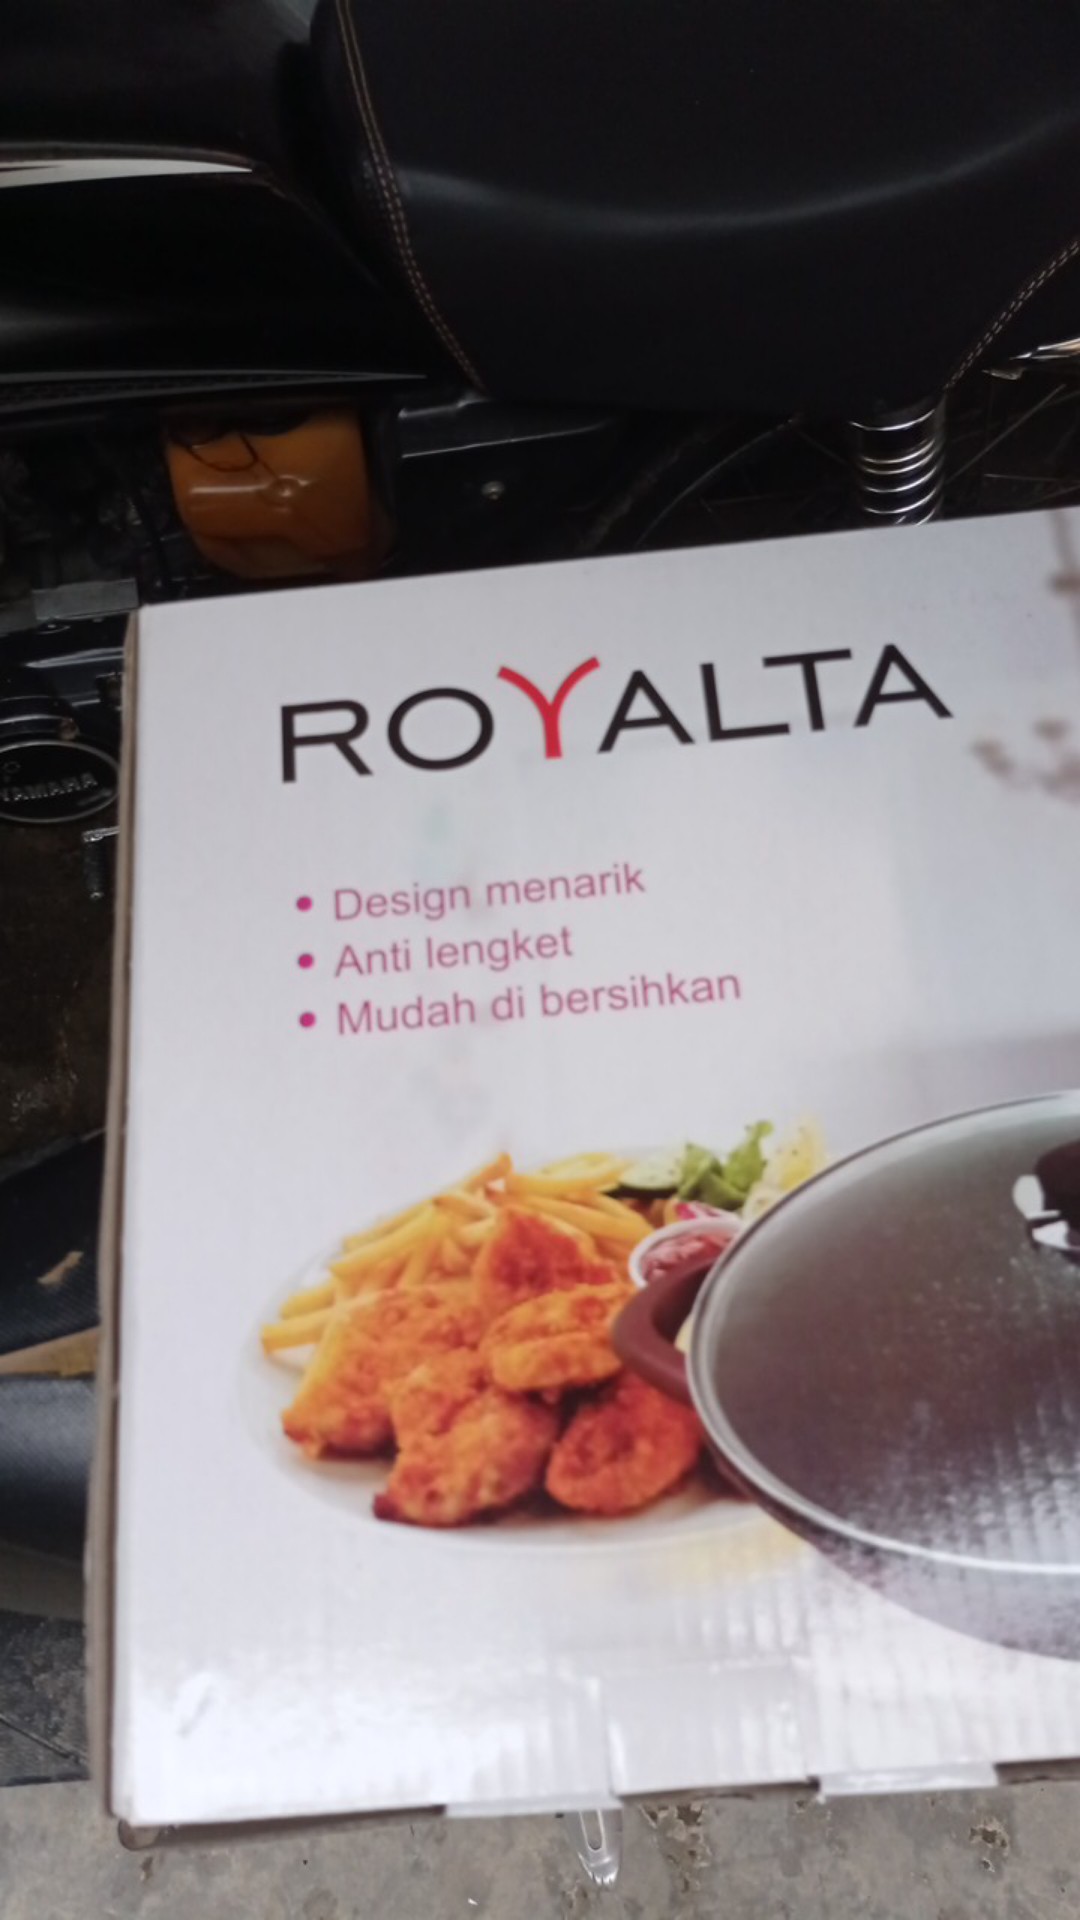 ROYALTA
• Design menarik
• Anti lengket
• Mudah di bersihkan
YAMAHA